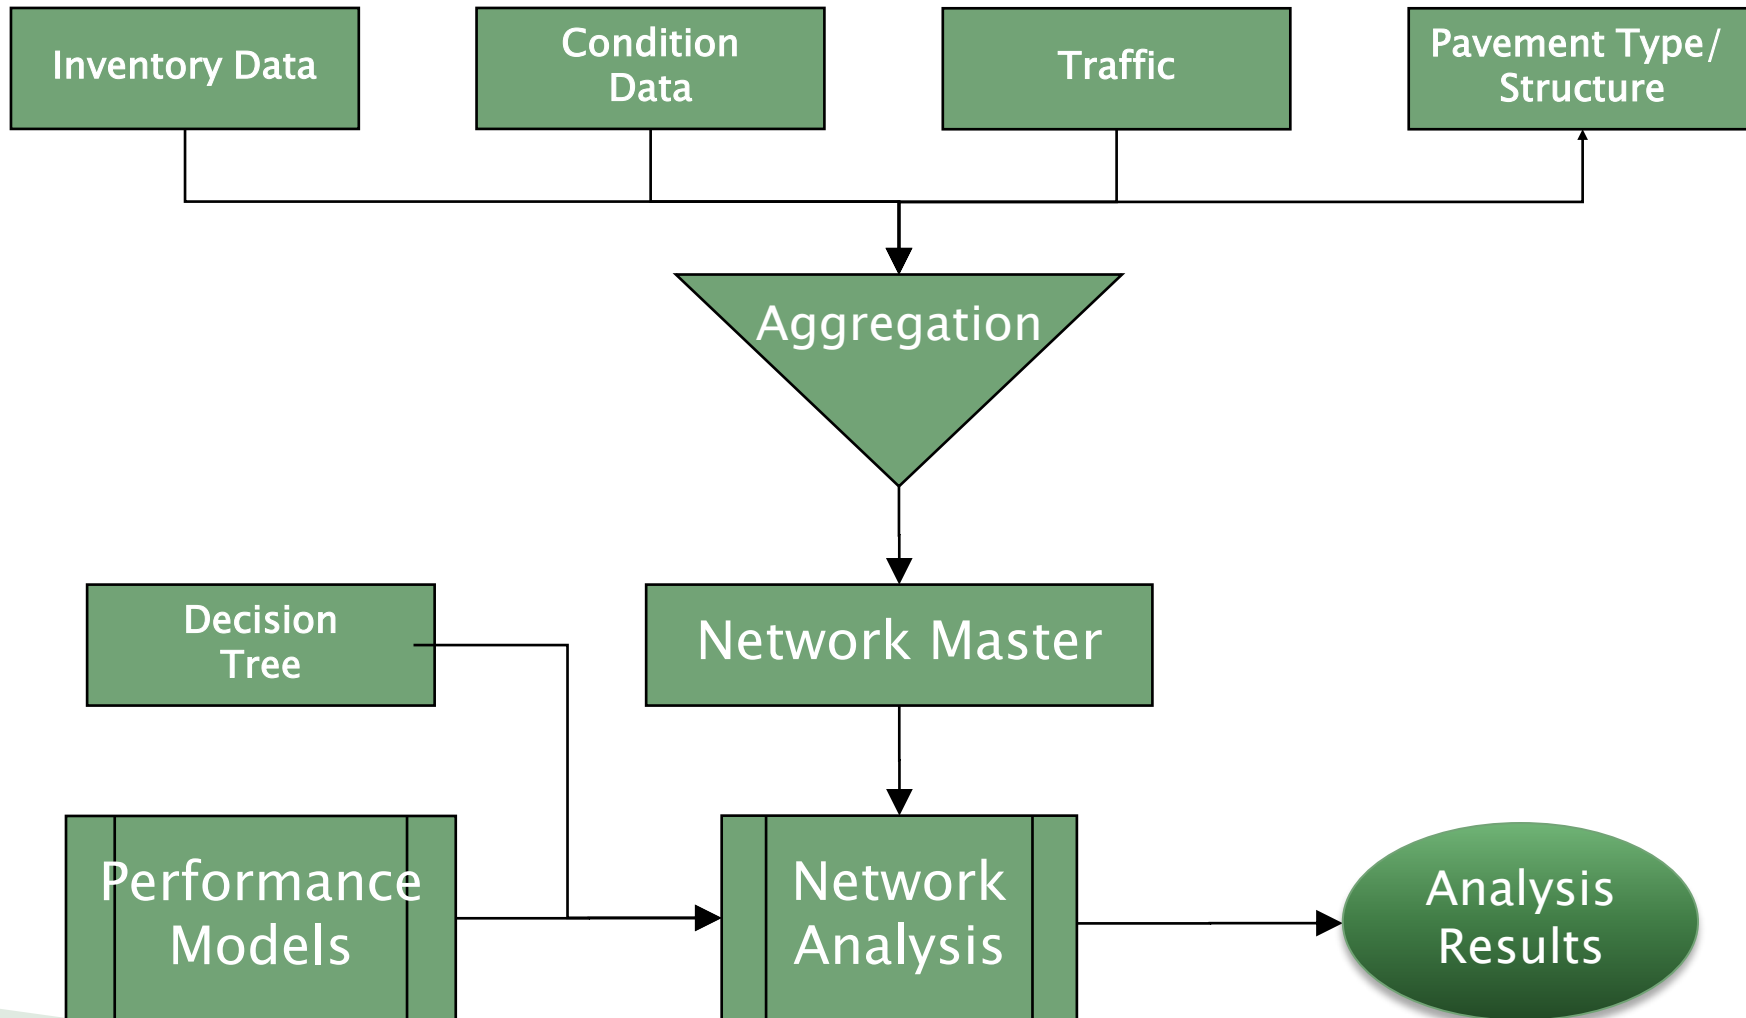 Inventory Data
Condition
Data
Traffic
Pavement Type/
Structure
Aggregation
Decision
Tree
Network Master
Performance
Models
Network
Analysis
Analysis
Results